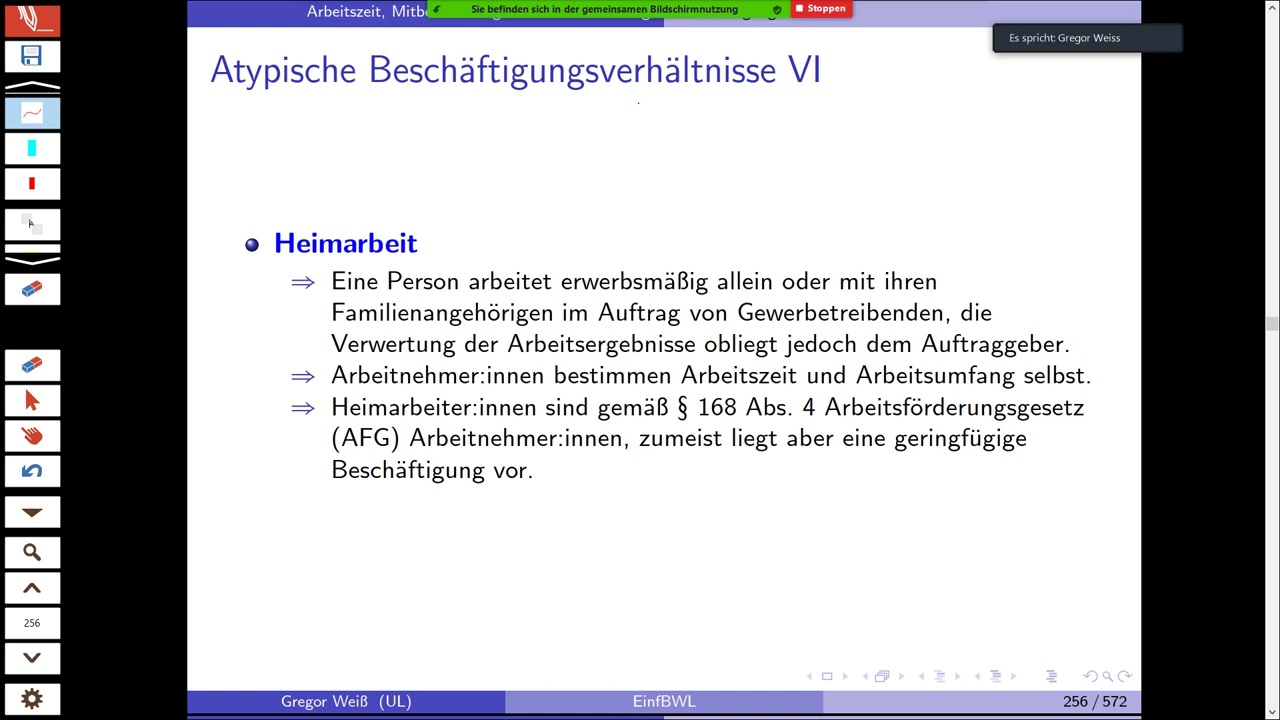 Arbeitszeit, Mitbe
Sie befinden sich in der gemeinsamen Bildschirmnutzung
Stoppen
Es spricht: Gregor Weiss
Atypische Beschäftigungsverhältnisse VI
Heimarbeit
⇒ Eine Person arbeitet erwerbsmäßig allein oder mit ihren
Familienangehörigen im Auftrag von Gewerbetreibenden, die
Verwertung der Arbeitsergebnisse obliegt jedoch dem Auftraggeber.
⇒ Arbeitnehmer:innen bestimmen Arbeitszeit und Arbeitsumfang selbst.
⇒ Heimarbeiter:innen sind gemäß § 168 Abs. 4 Arbeitsförderungsgesetz
(AFG) Arbeitnehmer:innen, zumeist liegt aber eine geringfügige
Beschäftigung vor.
256
Gregor Weiß (UL)
EinfBWL
256 / 572